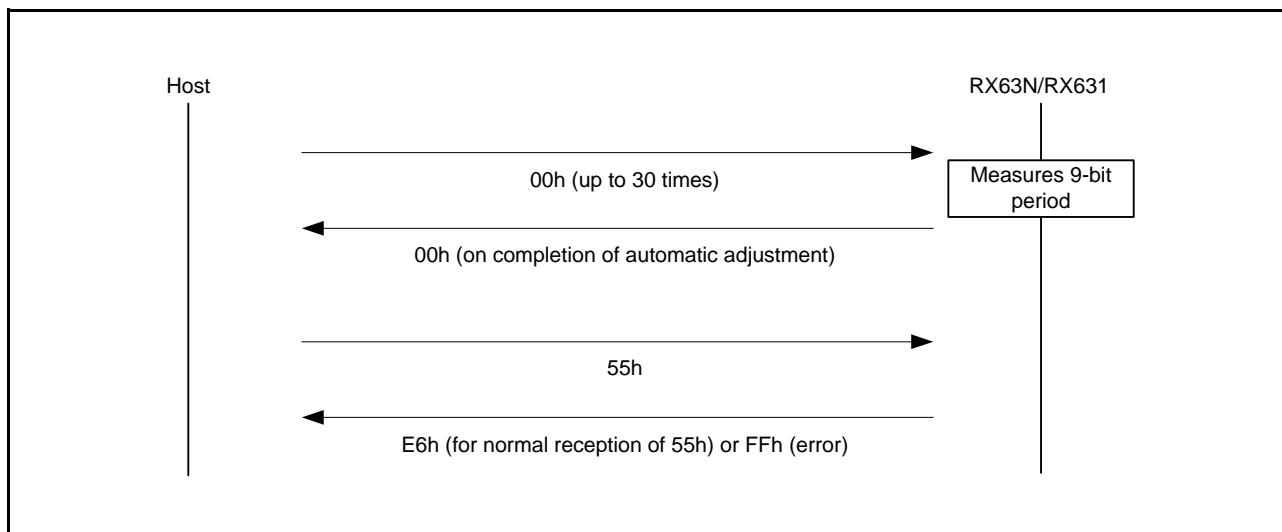 Host
RX63N/RX631
00h (up to 30 times)
Measures 9-bit
period
00h (on completion of automatic adjustment)
55h
E6h (for normal reception of 55h) or FFh (error)